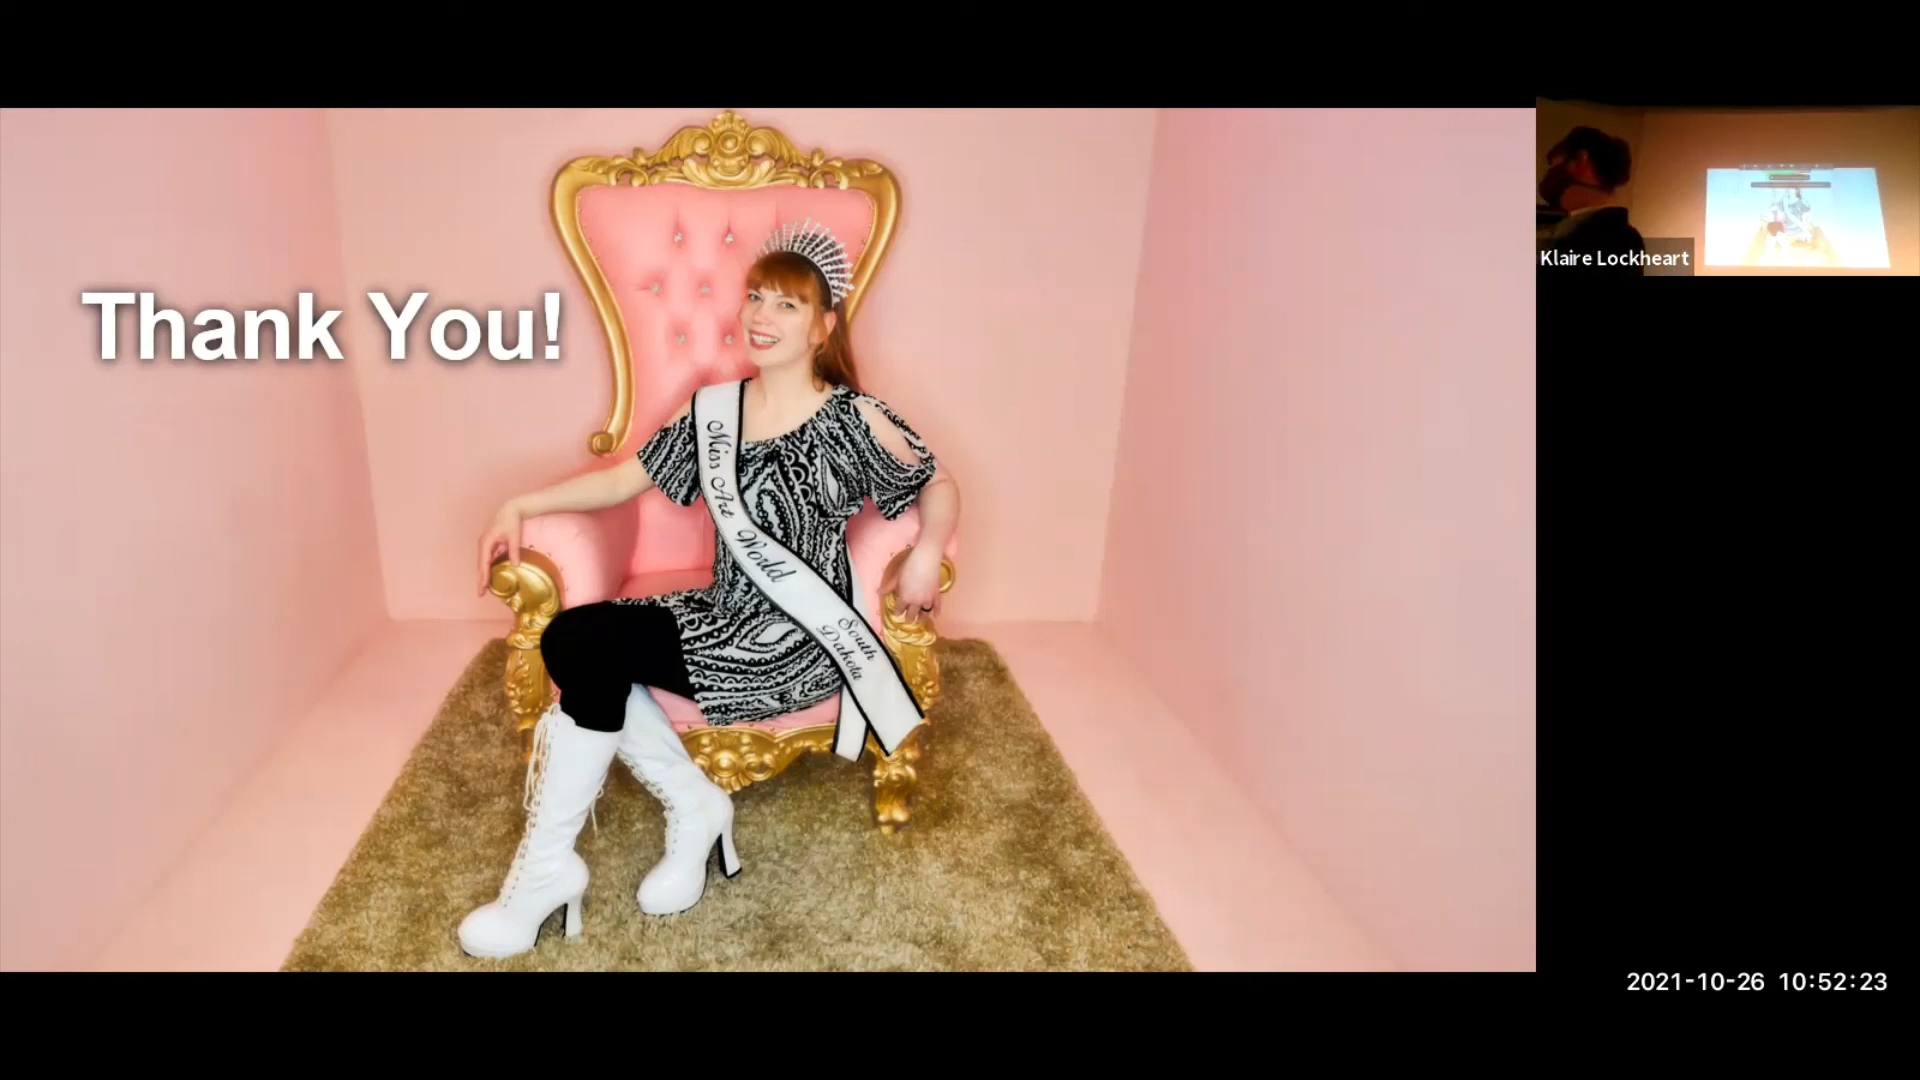 Thank You!
Miss Art World
South
Dakota
Klaire Lockheart
2021-10-26 10:52:23